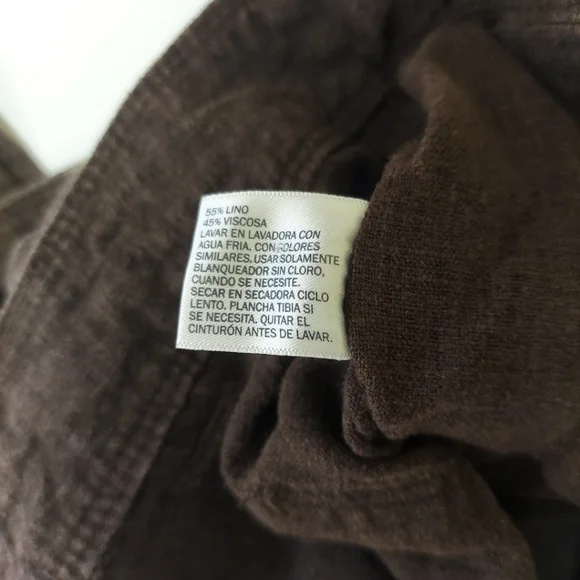 55% LINO
45% VISCOSA
LAVAR EN LAVADORA CON
AGUA FRIA. CON COLORES
SIMILARES. USAR SOLAMENTE
BLANQUEADOR SIN CLORO,
CUANDO SE NECESITE.
SECAR EN SECADORA CICLO
LENTO. PLANCHA TIBIA SI
SE NECESITA. QUITAR EL
CINTURÓN ANTES DE LAVAR.